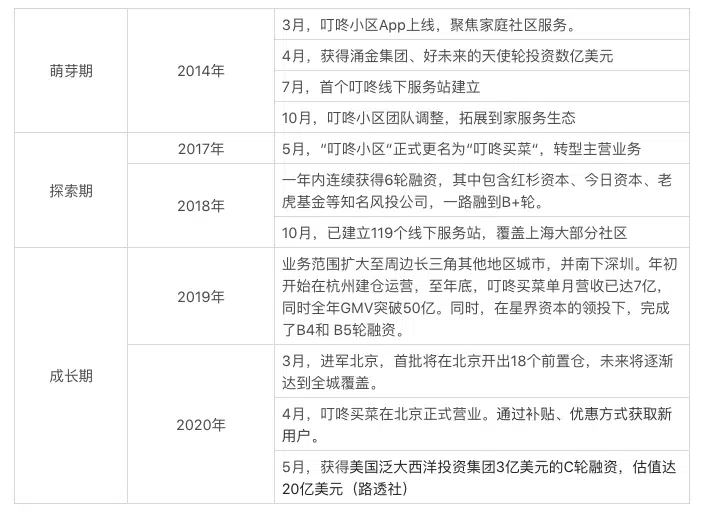 萌芽期
2014年
3月，叮咚小区App上线，聚焦家庭社区服务。
4月，获得涌金集团、好未来的天使轮投资数亿美元
7月，首个叮咚线下服务站建立
10月，叮咚小区团队调整，拓展到家服务生态
探索期
2017年
5月，“叮咚小区”正式更名为“叮咚买菜”，转型主营业务
2018年
一年内连续获得6轮融资，其中包含红杉资本、今日资本、老
虎基金等知名风投公司，一路融到B+轮。
10月，已建立119个线下服务站，覆盖上海大部分社区
成长期
2019年
业务范围扩大至周边长三角其他地区城市，并南下深圳。年初
开始在杭州建仓运营，至年底，叮咚买菜单月营收已达7亿，
同时全年GMV突破50亿。同时，在星界资本的领投下，完成
了B4和 B5轮融资。
2020年
3月，进军北京，首批将在北京开出18个前置仓，未来将逐渐
达到全城覆盖。
4月，叮咚买菜在北京正式营业。通过补贴、优惠方式获取新
用户。
5月，获得美国泛大西洋投资集团3亿美元的C轮融资，估值达
20亿美元（路透社）